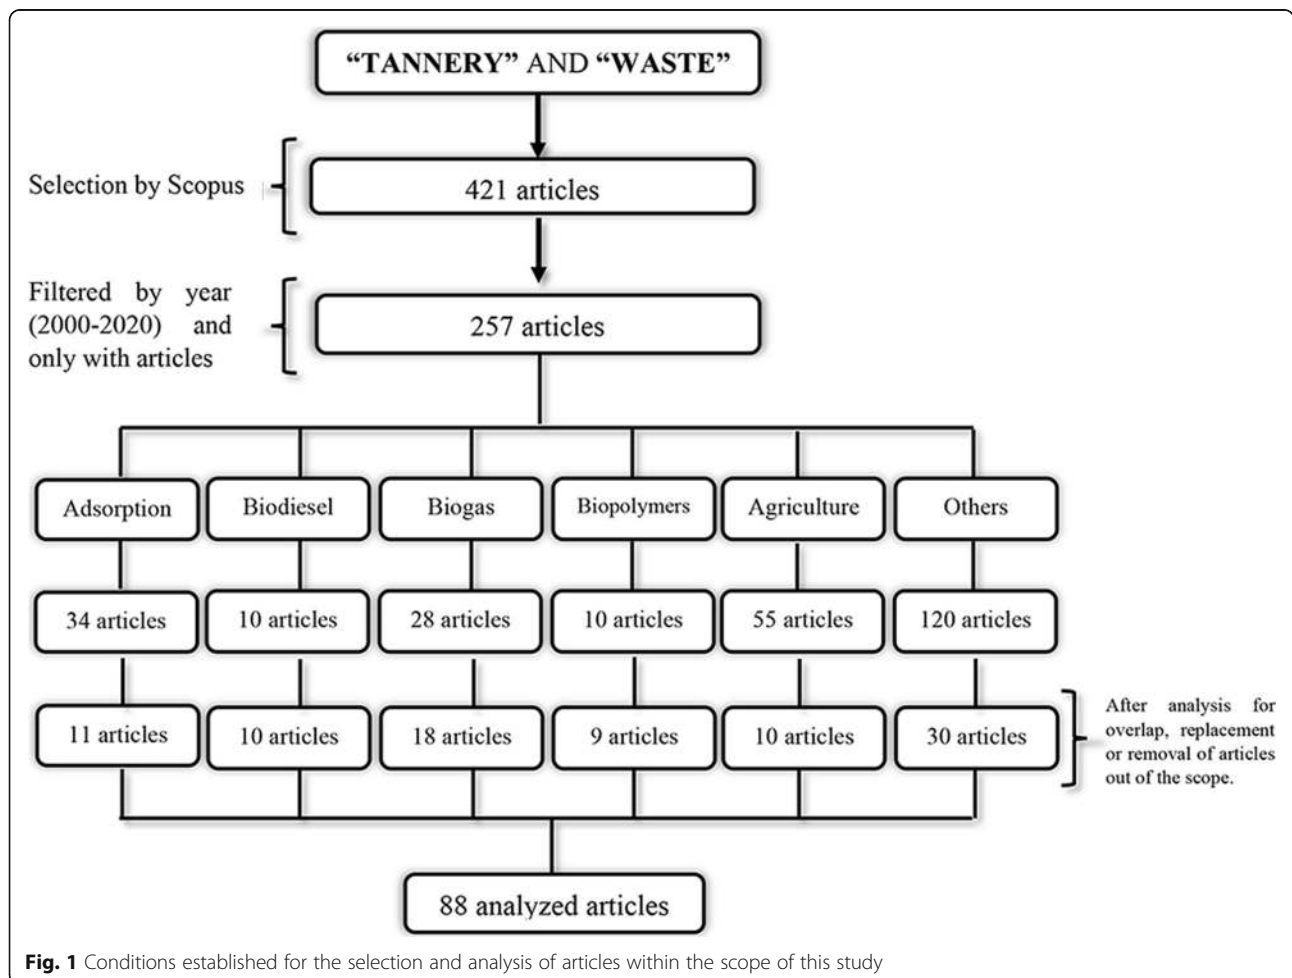 “TANNERY” AND “WASTE”
Selection by Scopus
421 articles
Filtered by year
(2000-2020) and
only with articles
257 articles
Adsorption
Biodiesel
Biogas
Biopolymers
Agriculture
Others
34 articles
10 articles
28 articles
10 articles
55 articles
120 articles
11 articles
10 articles
18 articles
9 articles
10 articles
30 articles
After analysis for
overlap, replacement
or removal of articles
out of the scope.
88 analyzed articles
Fig. 1 Conditions established for the selection and analysis of articles within the scope of this study